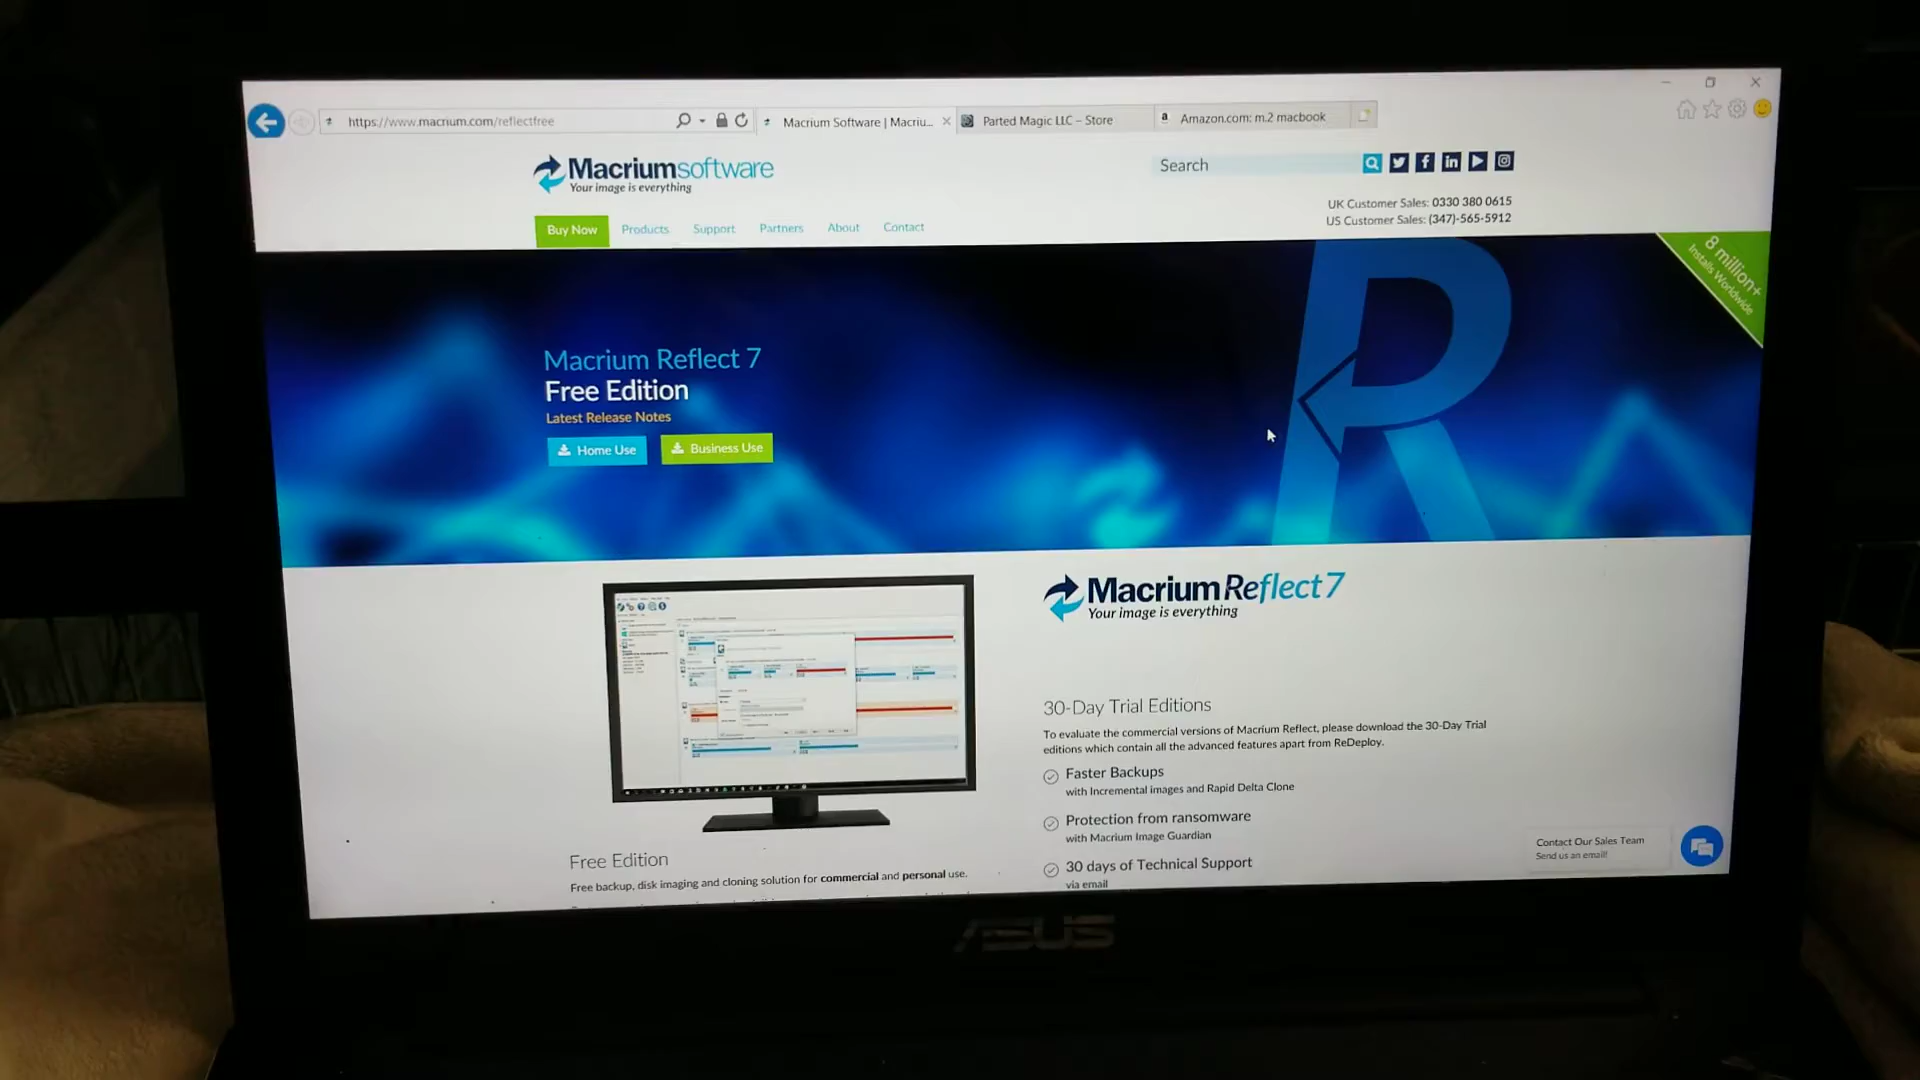 https://www.macrium.com/reflectfree
Macrium Software | Macriu...
Parted Magic LLC – Store
Amazon.com: m.2 macbook
Macriumsoftware
Your image is everything
Search
UK Customer Sales: 0330 380 0615
US Customer Sales: (347)-565-5912
Buy Now
Products
Support
Partners
About
Contact
8 million+
Installs Worldwide
Macrium Reflect 7
Free Edition
Latest Release Notes
Home Use
Business Use
Macrium Reflect 7
Your image is everything
30-Day Trial Editions
To evaluate the commercial versions of Macrium Reflect, please download the 30-Day Trial
editions which contain all the advanced features apart from ReDeploy.
Faster Backups
with Incremental images and Rapid Delta Clone
Protection from ransomware
with Macrium Image Guardian
30 days of Technical Support
via email
Free Edition
Free backup, disk imaging and cloning solution for commercial and personal use.
Contact Our Sales Team
Send us an email!
ASUS